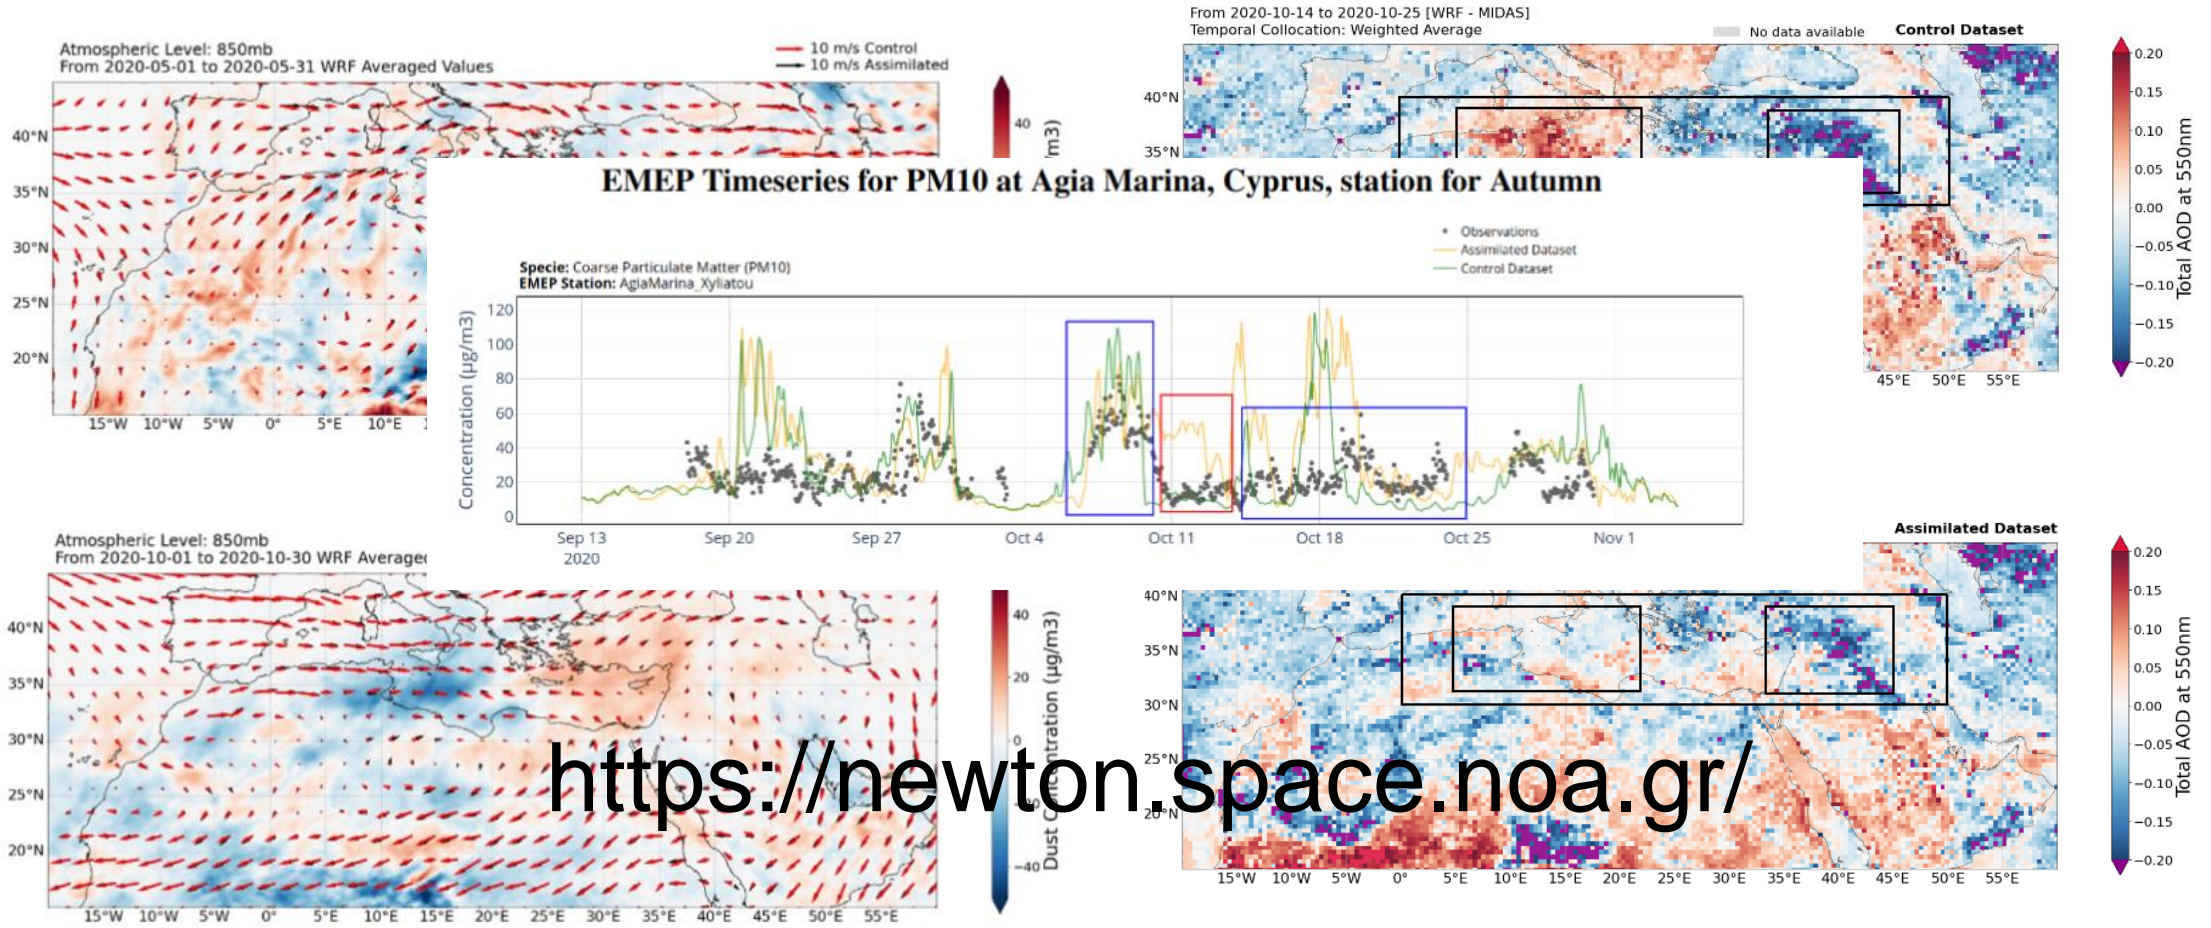 Atmospheric Level: 850mb
From 2020-05-01 to 2020-05-31 WRF Averaged Values
10 m/s Control
10 m/s Assimilated
40°N
35°N
30°N
25°N
20°N
15°W 10°W 5°W 0° 5°E 10°E
40
From 2020-10-14 to 2020-10-25 [WRF - MIDAS]
Temporal Collocation: Weighted Average
No data available
Control Dataset
40°N
35°N
45°E 50°E 55°E
0.20
0.15
0.10
0.05
0.00
−0.05
−0.10
−0.15
−0.20
Total AOD at 550nm
EMEP Timeseries for PM10 at Agia Marina, Cyprus, station for Autumn
Observations
Assimilated Dataset
Control Dataset
Specie: Coarse Particulate Matter (PM10)
EMEP Station: AgiaMarina_Xyliatou
Concentration (µg/m3)
120
100
80
60
40
20
0
Sep 13 Sep 20 Sep 27 Oct 4 Oct 11 Oct 18 Oct 25 Nov 1
2020
Atmospheric Level: 850mb
From 2020-10-01 to 2020-10-30 WRF Averaged
40°N
35°N
30°N
25°N
20°N
15°W 10°W 5°W 0° 5°E 10°E 15°E 20°E 25°E 30°E 35°E 40°E 45°E 50°E 55°E
40
20
0
−40
Dust Concentration (µg/m3)
Assimilated Dataset
40°N
35°N
30°N
25°N
20°N
15°W 10°W 5°W 0° 5°E 10°E 15°E 20°E 25°E 30°E 35°E 40°E 45°E 50°E 55°E
0.20
0.15
0.10
0.05
0.00
−0.05
−0.10
−0.15
−0.20
Total AOD at 550nm
https://newton.space.noa.gr/